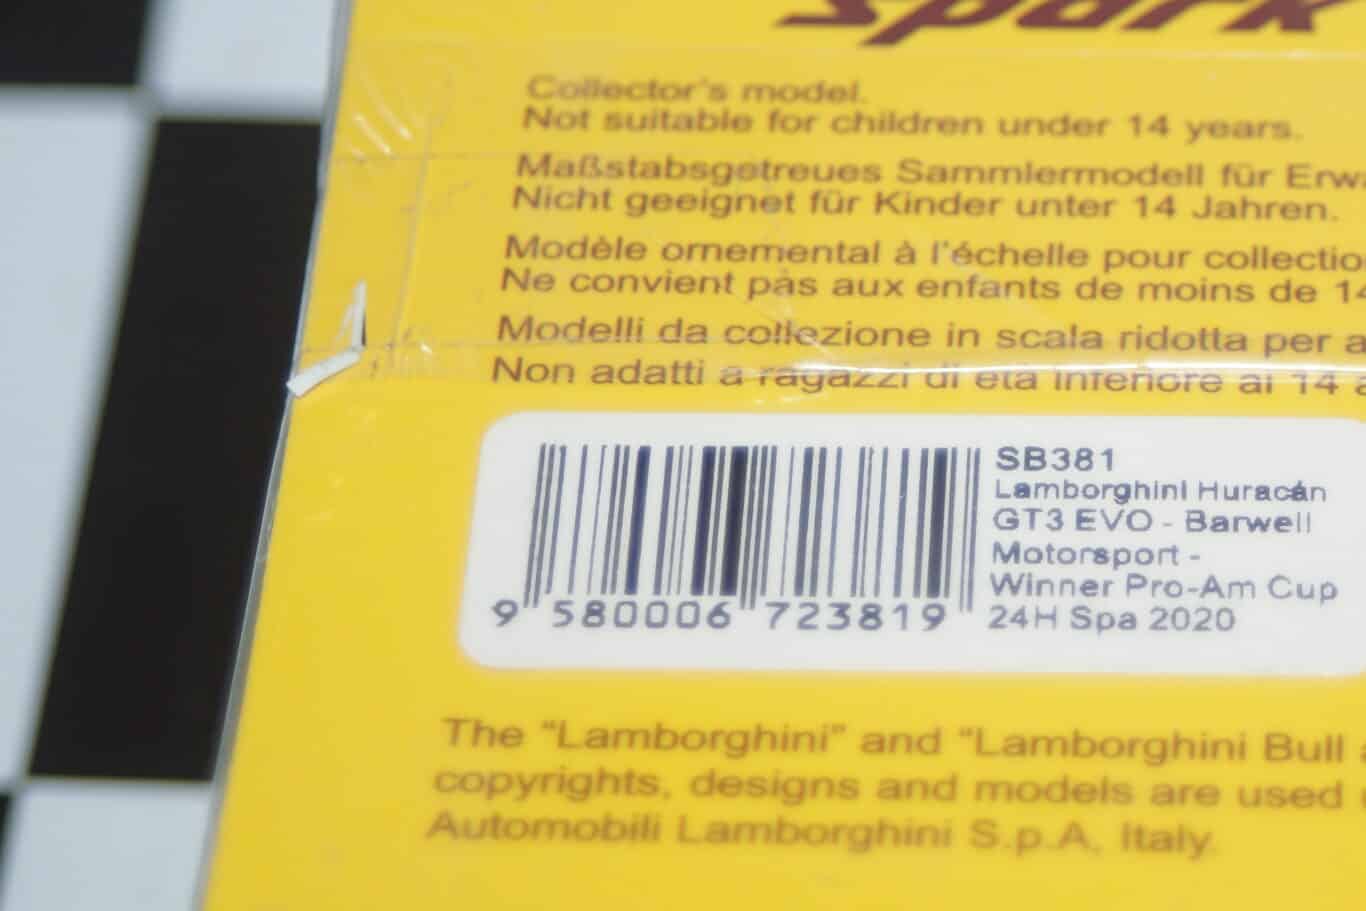 spark
Collector's model.
Not suitable for children under 14 years.
Maßstabsgetreues Sammlermodell für
Nicht geeignet für Kinder unter 14 Jahren.
Modèle ornemental à l'échelle pour
Ne convient pas aux enfants de moins de
Modelli da collezione in scala ridotta per
Non adatti a ragazzi di età inferiore ai 14
SB381
Lamborghini Huracán
GT3 EVO - Barwell
Motorsport -
Winner Pro-Am Cup
24H Spa 2020
9 580006 723819
The “Lamborghini” and “Lamborghini Bull
copyrights, designs and models are used
Automobili Lamborghini S.p.A, Italy.